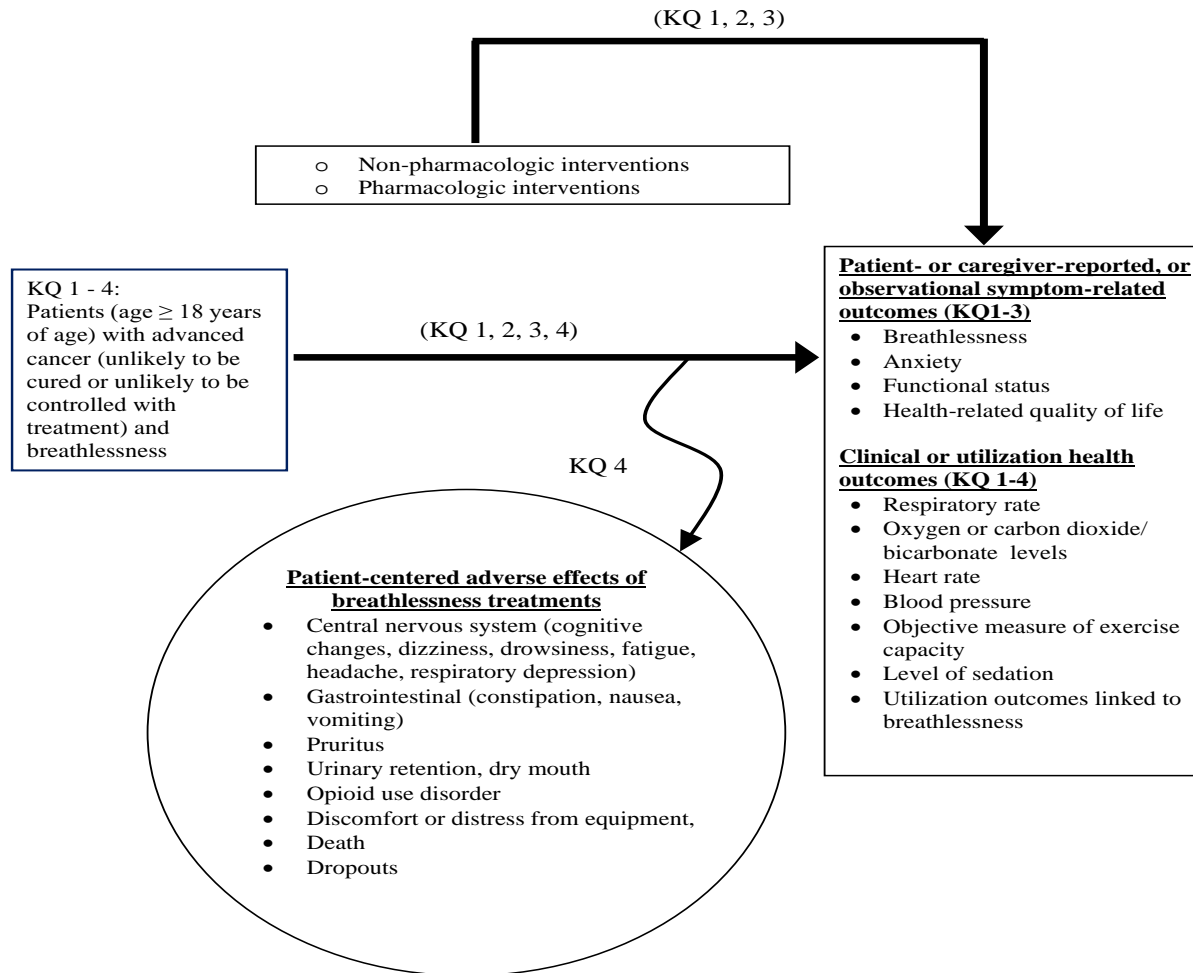 (KQ 1, 2, 3)
o Non-pharmacologic interventions
o Pharmacologic interventions
KQ 1 - 4:
Patients (age ≥ 18 years
of age) with advanced
cancer (unlikely to be
cured or unlikely to be
controlled with
treatment) and
breathlessness
(KQ 1, 2, 3, 4)
KQ 4
Patient- or caregiver-reported, or
observational symptom-related
outcomes (KQ1-3)
• Breathlessness
• Anxiety
• Functional status
• Health-related quality of life
Clinical or utilization health
outcomes (KQ 1-4)
• Respiratory rate
• Oxygen or carbon dioxide/
bicarbonate levels
• Heart rate
• Blood pressure
• Objective measure of exercise
capacity
• Level of sedation
• Utilization outcomes linked to
breathlessness
Patient-centered adverse effects of
breathlessness treatments
• Central nervous system (cognitive
changes, dizziness, drowsiness, fatigue,
headache, respiratory depression)
• Gastrointestinal (constipation, nausea,
vomiting)
• Pruritus
• Urinary retention, dry mouth
• Opioid use disorder
• Discomfort or distress from equipment,
• Death
• Dropouts